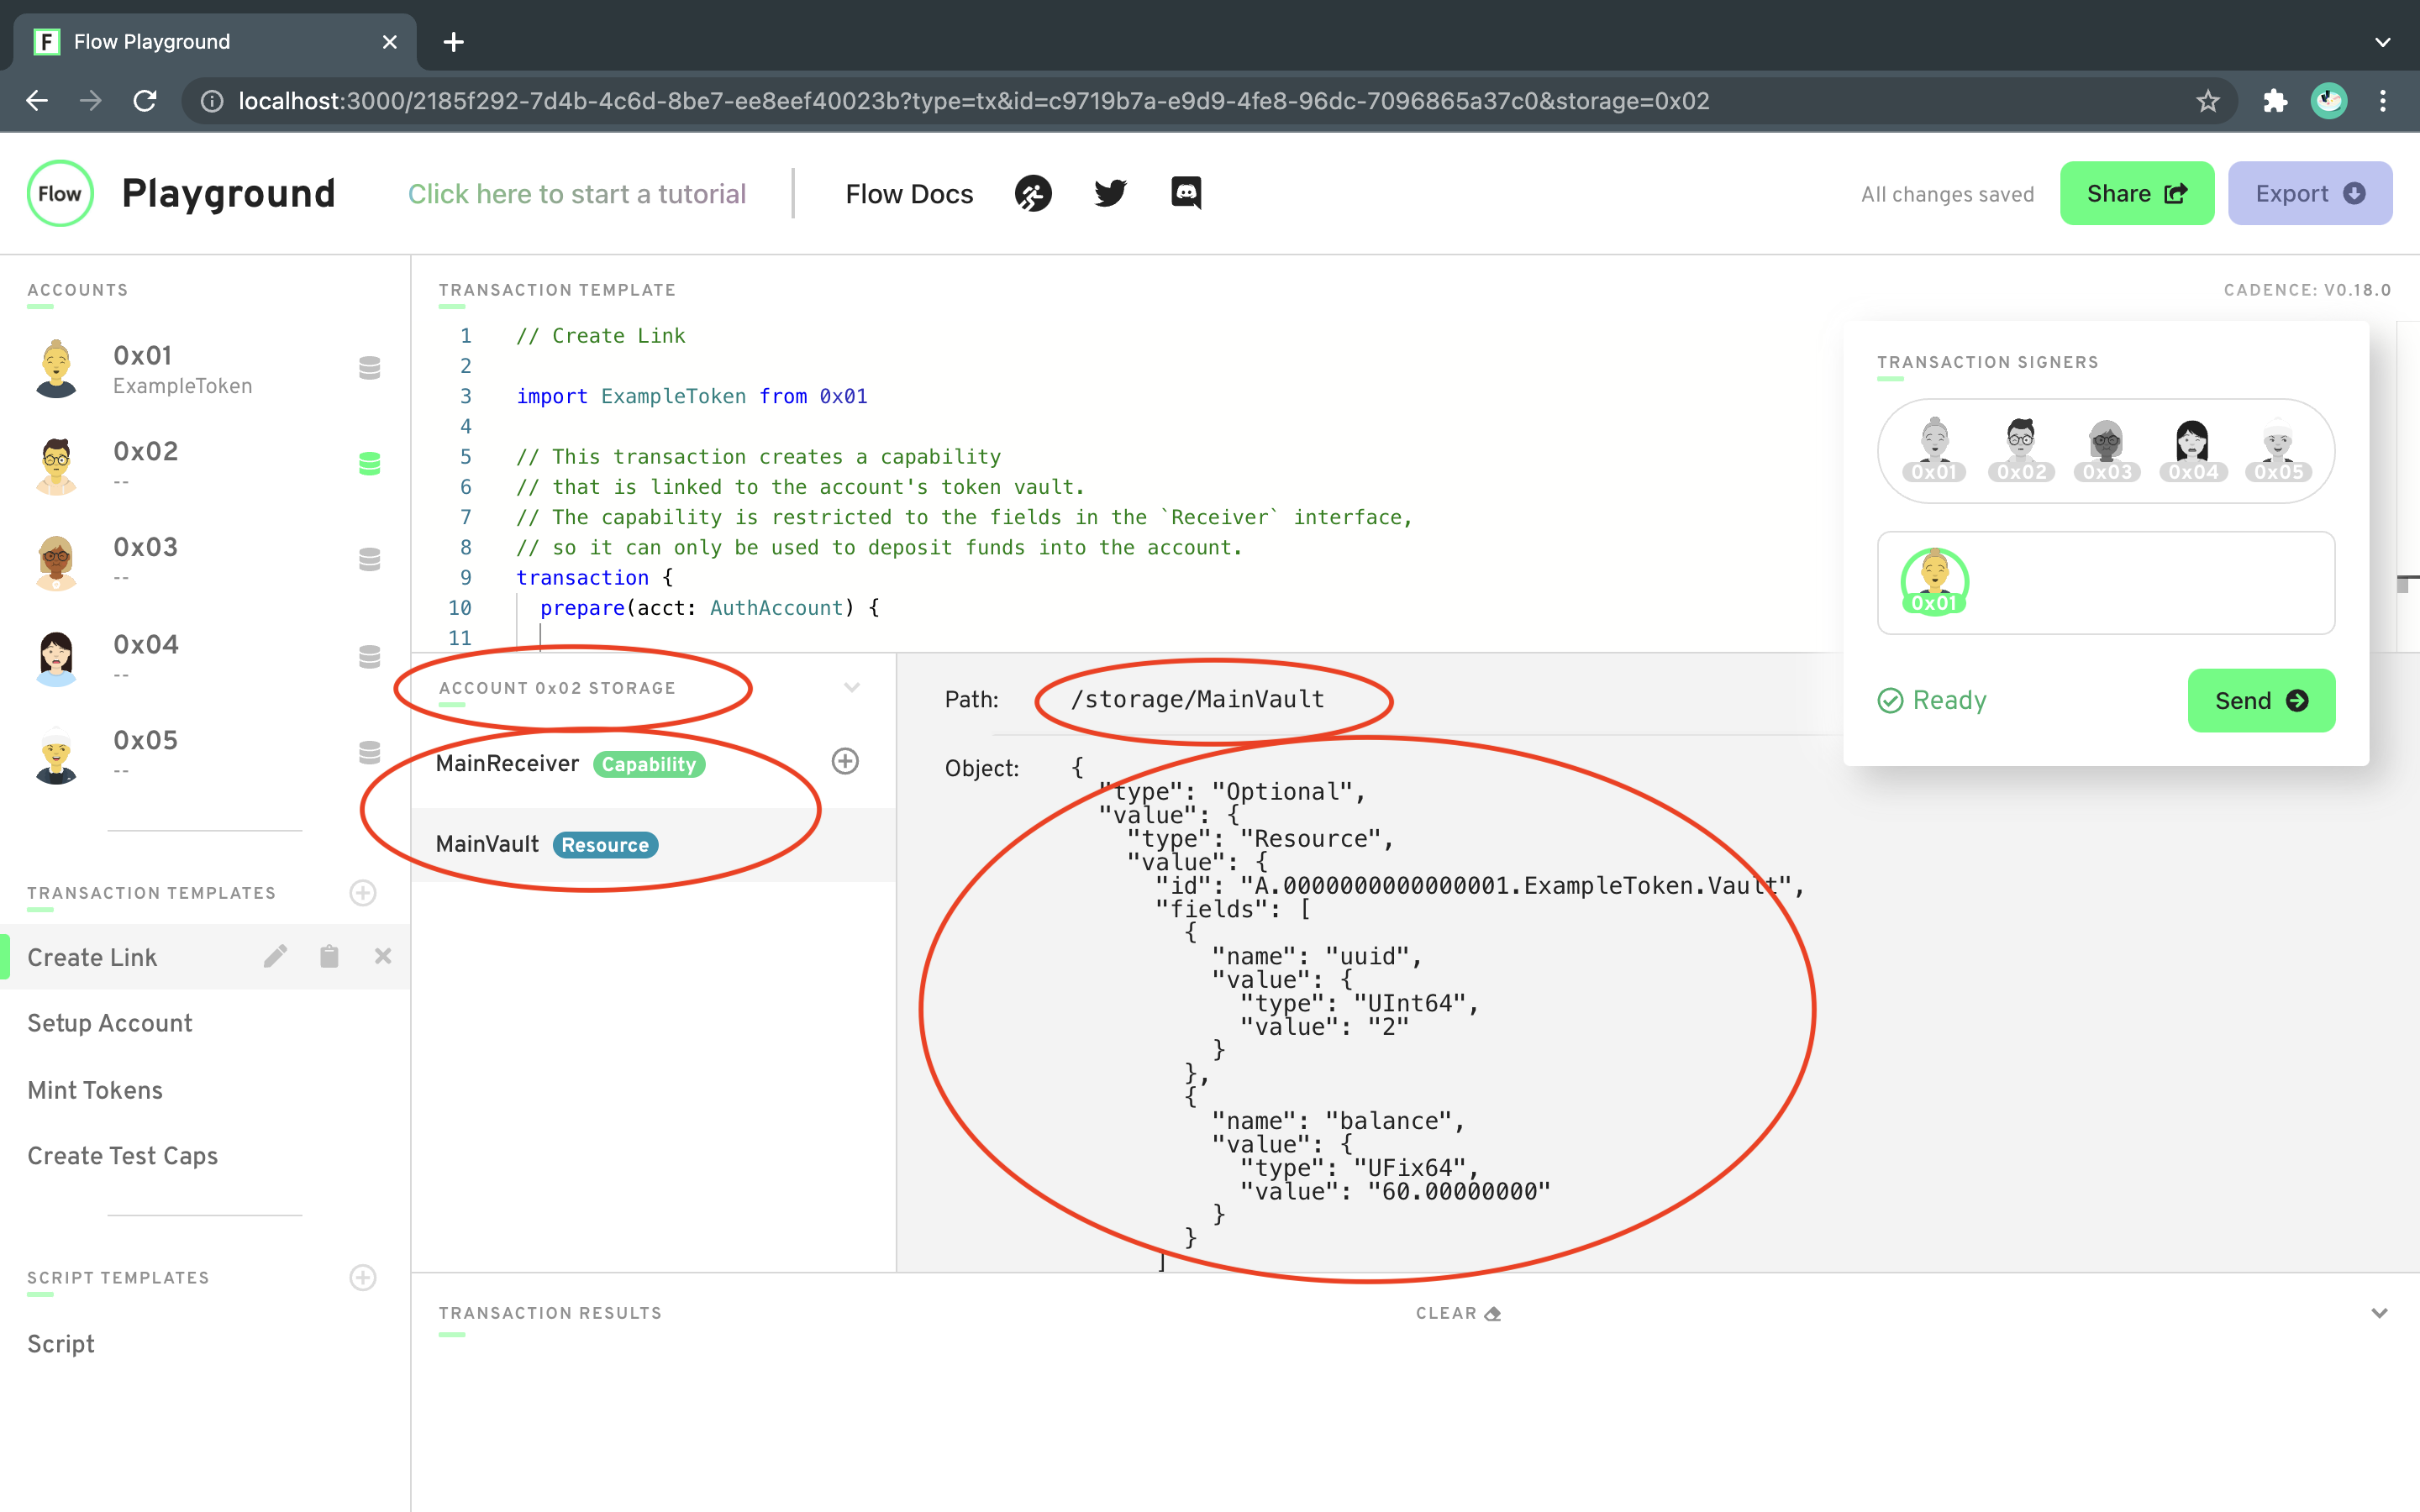 Flow Playground
localhost:3000/2185f292-7d4b-4c6d-8be7-ee8eef40023b?type=tx&id=c9719b7a-e9d9-4fe8-96dc-7096865a37c0&storage=0x02
Flow Playground
Click here to start a tutorial
Flow Docs
All changes saved
Share
Export
ACCOUNTS
0x01
ExampleToken
0x02
--
0x03
--
0x04
--
0x05
--
TRANSACTION TEMPLATES
Create Link
Setup Account
Mint Tokens
Create Test Caps
SCRIPT TEMPLATES
Script
TRANSACTION TEMPLATE
CADENCE: V0.18.0
1 // Create Link
2
3 import ExampleToken from 0x01
4
5 // This transaction creates a capability
6 // that is linked to the account's token vault.
7 // The capability is restricted to the fields in the `Receiver` interface,
8 // so it can only be used to deposit funds into the account.
9 transaction {
10 prepare(acct: AuthAccount) {
11
TRANSACTION SIGNERS
0x01 0x02 0x03 0x04 0x05
0x01
Ready
Send
ACCOUNT 0x02 STORAGE
MainReceiver Capability
MainVault Resource
Path: /storage/MainVault
Object: {
"type": "Optional",
"value": {
"type": "Resource",
"value": {
"id": "A.0000000000000001.ExampleToken.Vault",
"fields": [
{
"name": "uuid",
"value": {
"type": "UInt64",
"value": "2"
}
},
{
"name": "balance",
"value": {
"type": "UFix64",
"value": "60.00000000"
}
}
]
TRANSACTION RESULTS
CLEAR